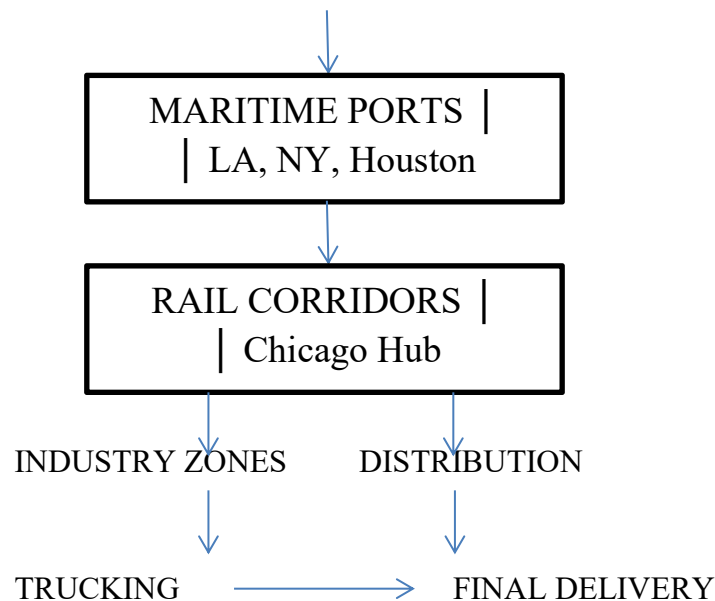 MARITIME PORTS |
| LA, NY, Houston
RAIL CORRIDORS |
| Chicago Hub
INDUSTRY ZONES DISTRIBUTION
TRUCKING FINAL DELIVERY